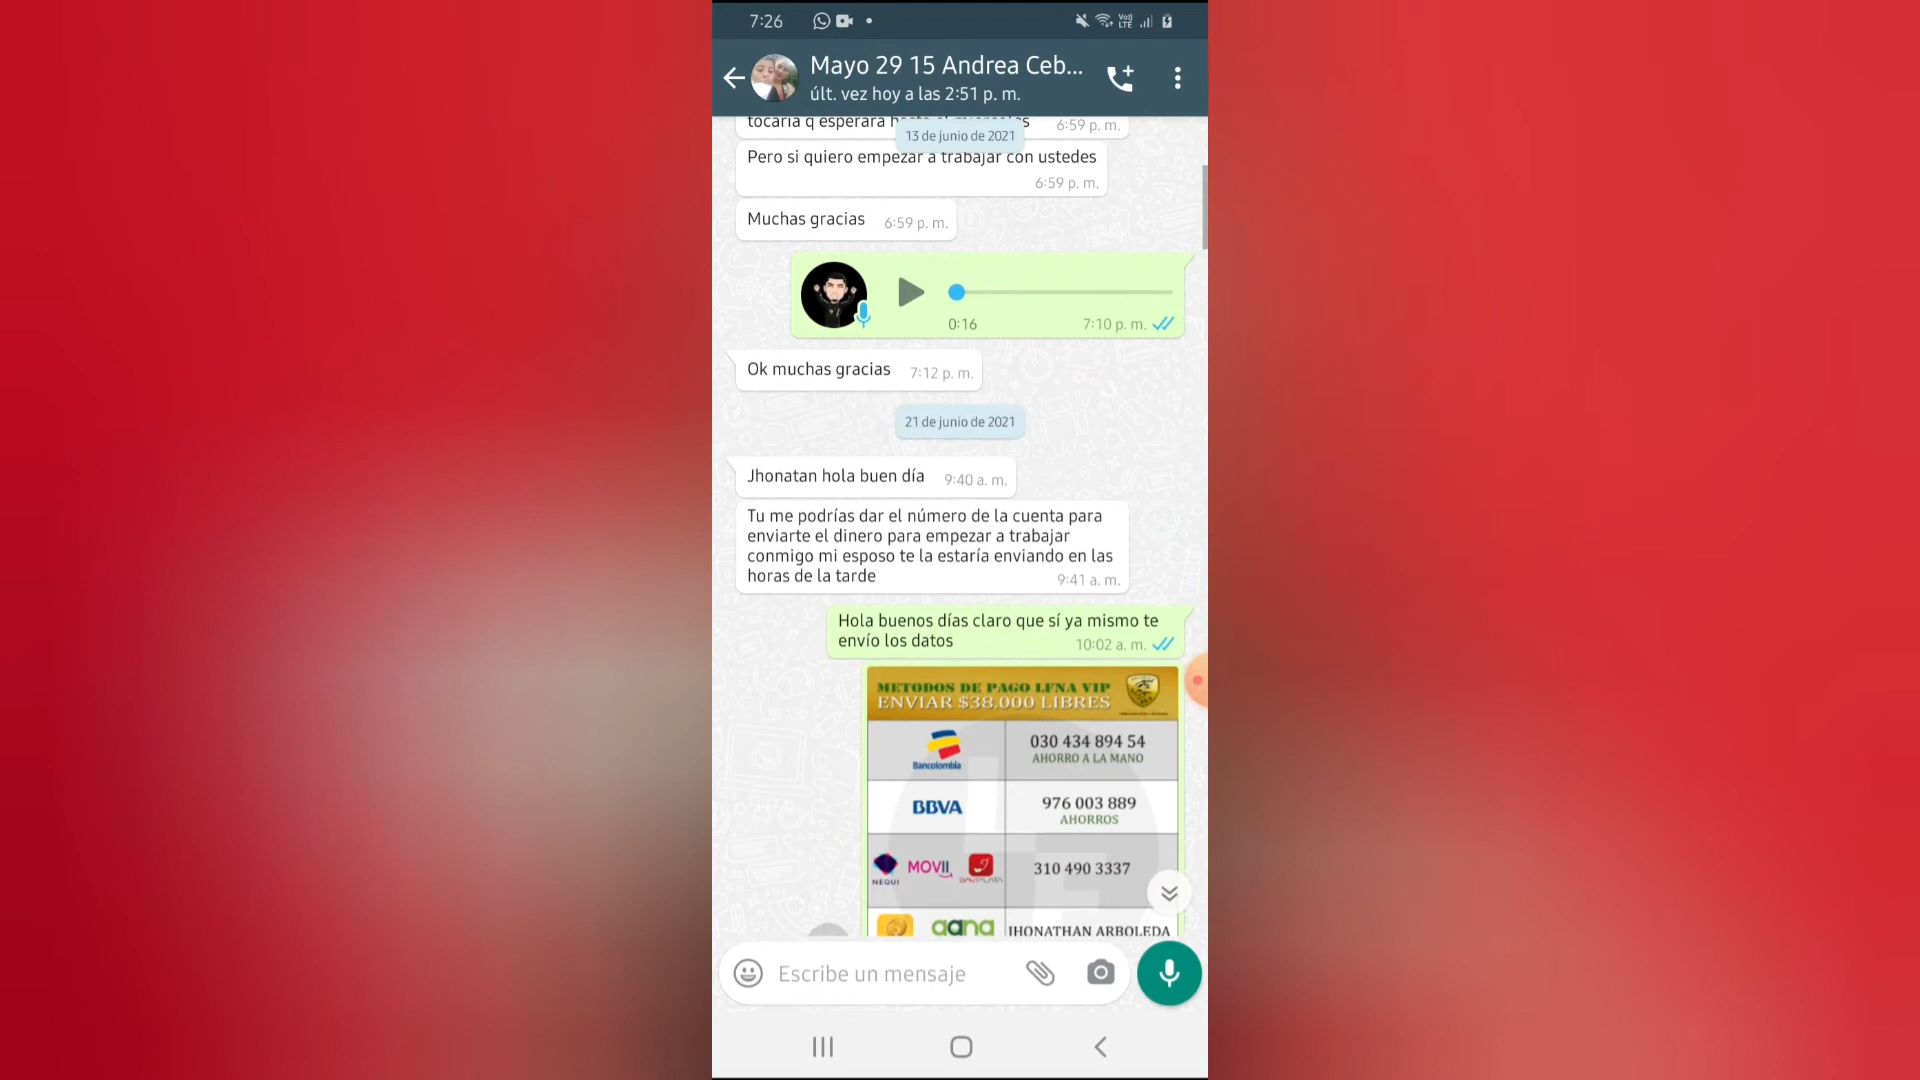 7:26
Mayo 29 15 Andrea Ceb...
últ. vez hoy a las 2:51 p. m.
tocaría q esperara hasta el miercoles 6:59 p. m.
13 de junio de 2021
Pero si quiero empezar a trabajar con ustedes
6:59 p. m.
Muchas gracias 6:59 p. m.
0:16 7:10 p. m.
Ok muchas gracias 7:12 p. m.
21 de junio de 2021
Jhonatan hola buen día 9:40 a. m.
Tu me podrías dar el número de la cuenta para
enviarte el dinero para empezar a trabajar
conmigo mi esposo te la estaría enviando en las
horas de la tarde 9:41 a. m.
Hola buenos días claro que sí ya mismo te
envío los datos 10:02 a. m.
METODOS DE PAGO LFNA VIP
ENVIAR $38.000 LIBRES
Bancolombia
030 434 894 54
AHORRO A LA MANO
BBVA
976 003 889
AHORROS
NEQUI MOVII DAVIPLATA
310 490 3337
gana JHONATHAN ARBOLEDA
Escribe un mensaje